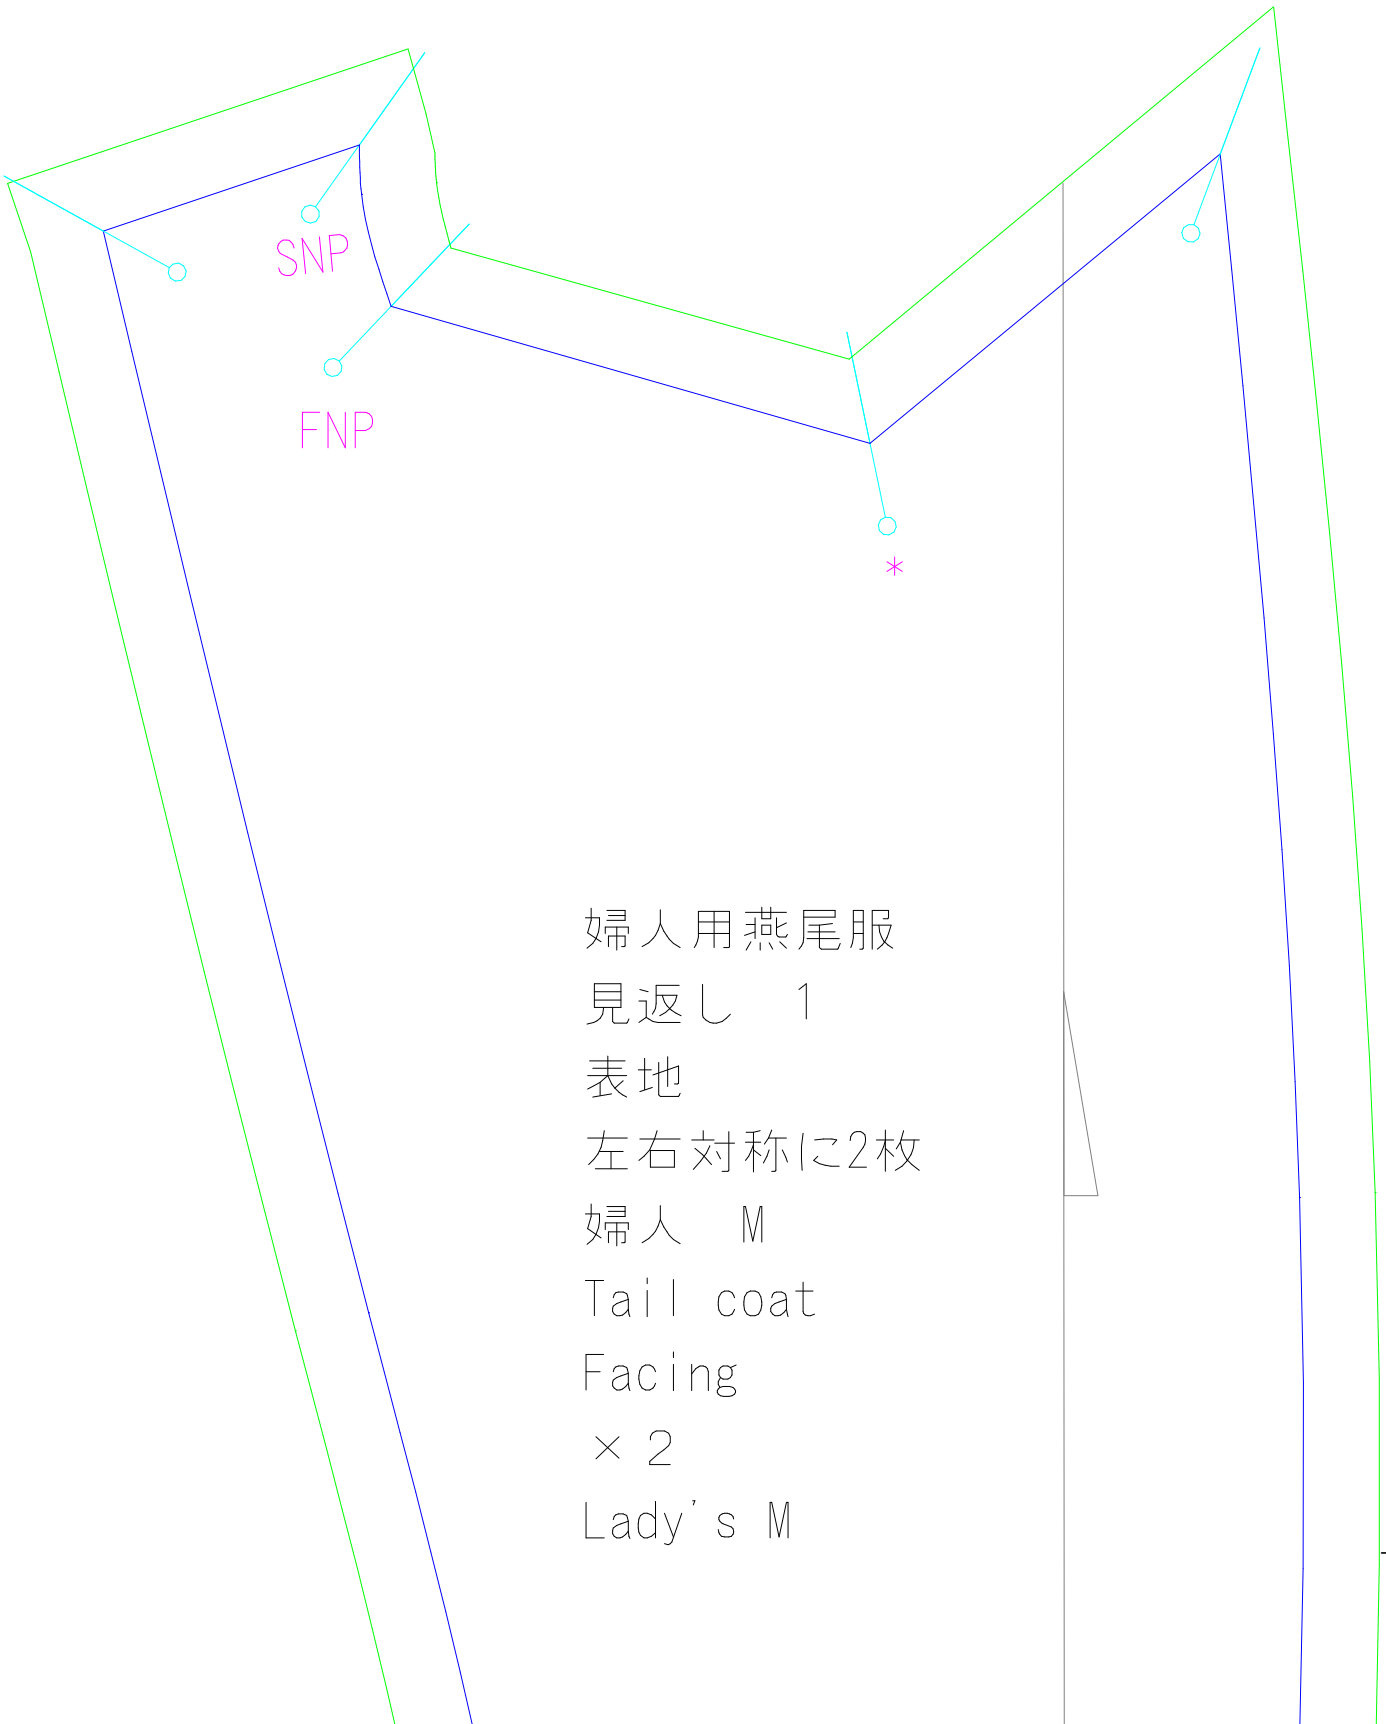 SNP
FNP
*
婦人用燕尾服
見返し　1
表地
左右対称に2枚
婦人　M
Tail coat
Facing
×2
Lady's M